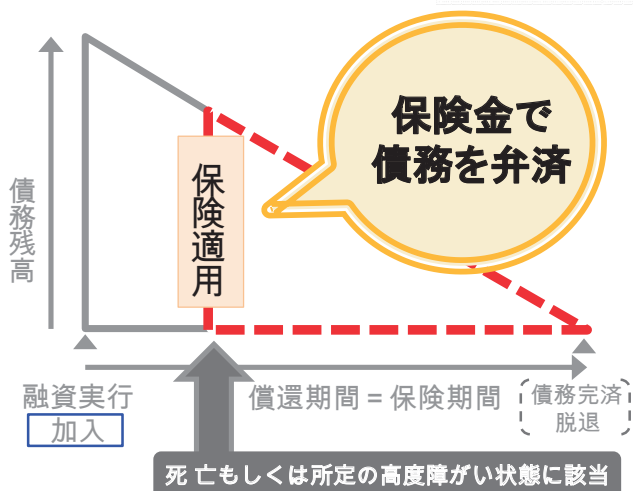 保険金で
債務を弁済
保険適用
債務残高
融資実行
加入
償還期間 = 保険期間
債務完済
脱退
死 亡もしくは所定の高度障がい状態に該当